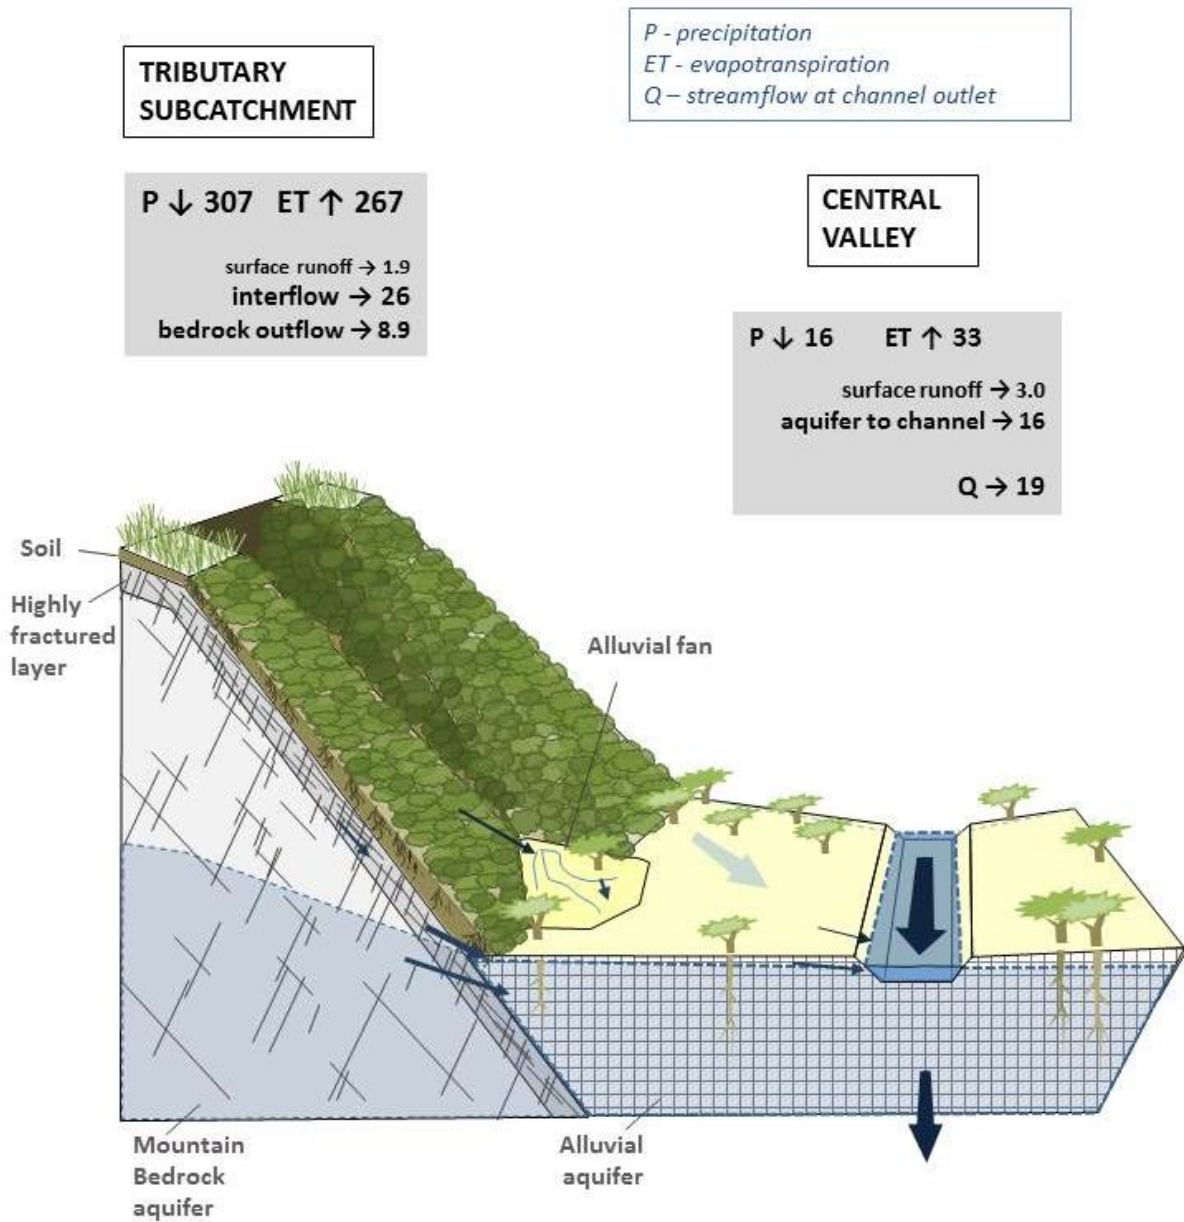 P - precipitation
ET - evapotranspiration
Q – streamflow at channel outlet
TRIBUTARY
SUBCATCHMENT
P ↓ 307 ET ↑ 267
surface runoff → 1.9
interflow → 26
bedrock outflow → 8.9
CENTRAL
VALLEY
P ↓ 16 ET ↑ 33
surface runoff → 3.0
aquifer to channel → 16
Q → 19
Soil
Highly
fractured
layer
Alluvial fan
Mountain
Bedrock
aquifer
Alluvial
aquifer